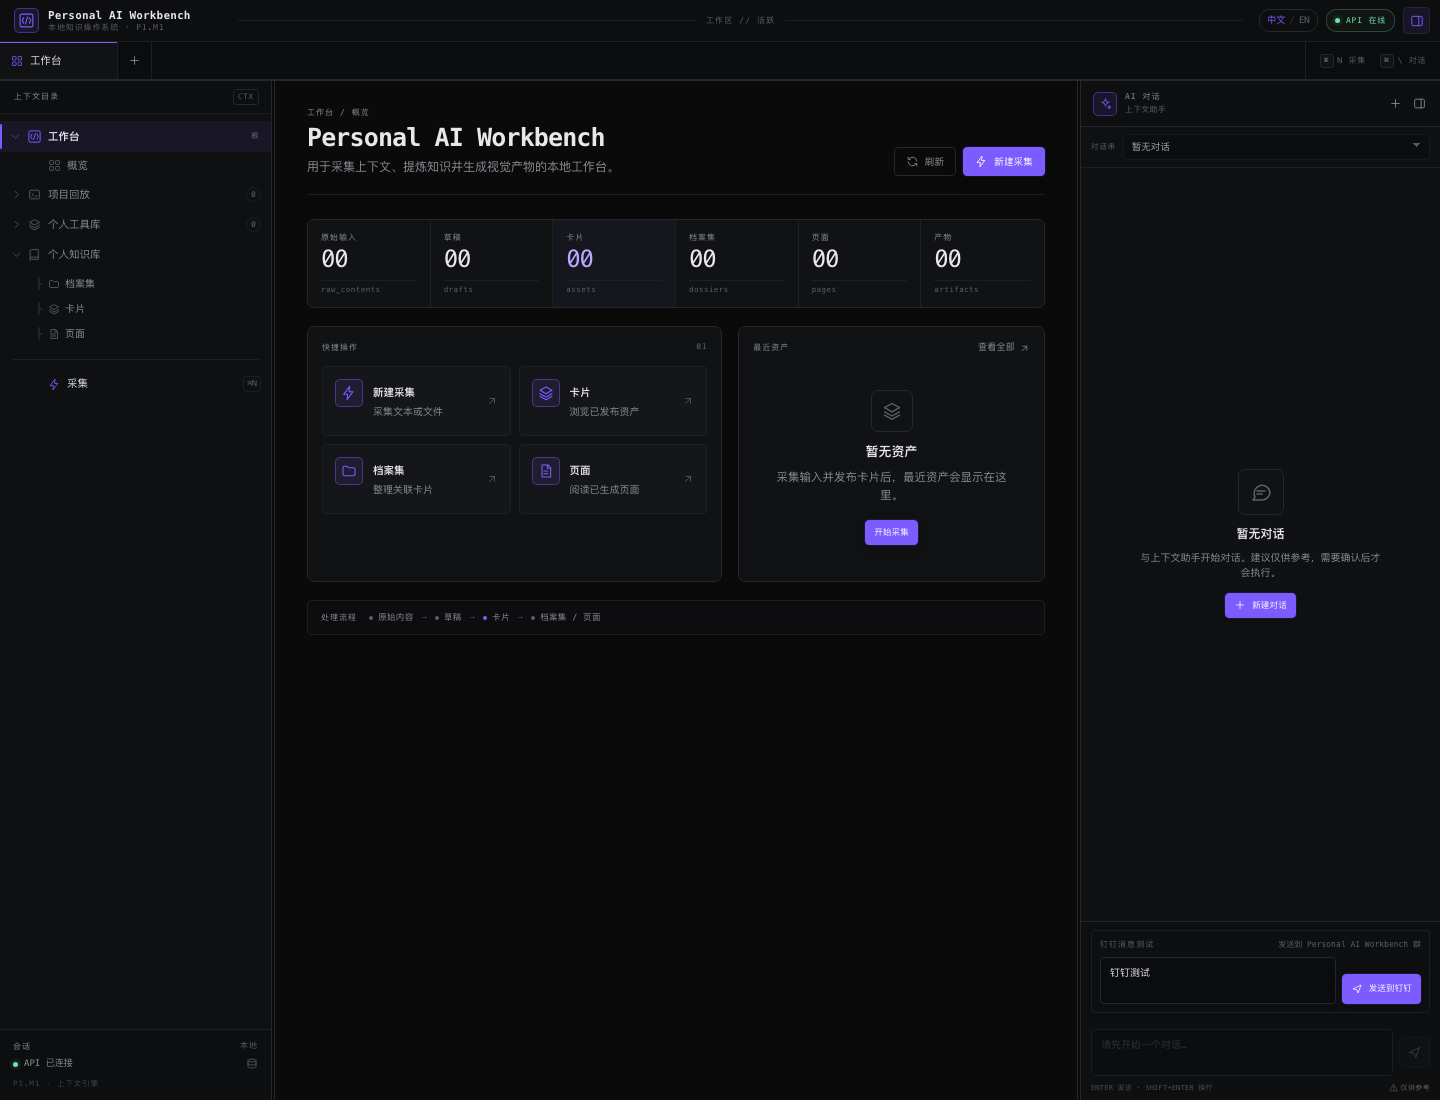 Personal AI Workbench
本地知识操作系统 · P1.M1
工作区 // 活跃
中文 / EN
API 在线
工作台
⌘ N 采集
⌘ \ 对话
上下文目录
CTX
工作台
根
概览
项目回放
0
个人工具库
0
个人知识库
档案集
卡片
页面
采集
⌘N
会话
本地
API 已连接
P1.M1 · 上下文引擎
工作台 / 概览
Personal AI Workbench
用于采集上下文、提炼知识并生成视觉产物的本地工作台。
刷新
新建采集
原始输入
00
raw_contents
草稿
00
drafts
卡片
00
assets
档案集
00
dossiers
页面
00
pages
产物
00
artifacts
快捷操作
01
新建采集
采集文本或文件
卡片
浏览已发布资产
档案集
整理关联卡片
页面
阅读已生成页面
最近资产
查看全部
暂无资产
采集输入并发布卡片后，最近资产会显示在这
里。
开始采集
处理流程 原始内容 → 草稿 → 卡片 → 档案集 / 页面
AI 对话
上下文助手
对话串
暂无对话
暂无对话
与上下文助手开始对话。建议仅供参考，需要确认后才
会执行。
新建对话
钉钉消息测试
发送到 Personal AI Workbench 群
钉钉测试
发送到钉钉
请先开始一个对话…
ENTER 发送 · SHIFT+ENTER 换行
仅供参考